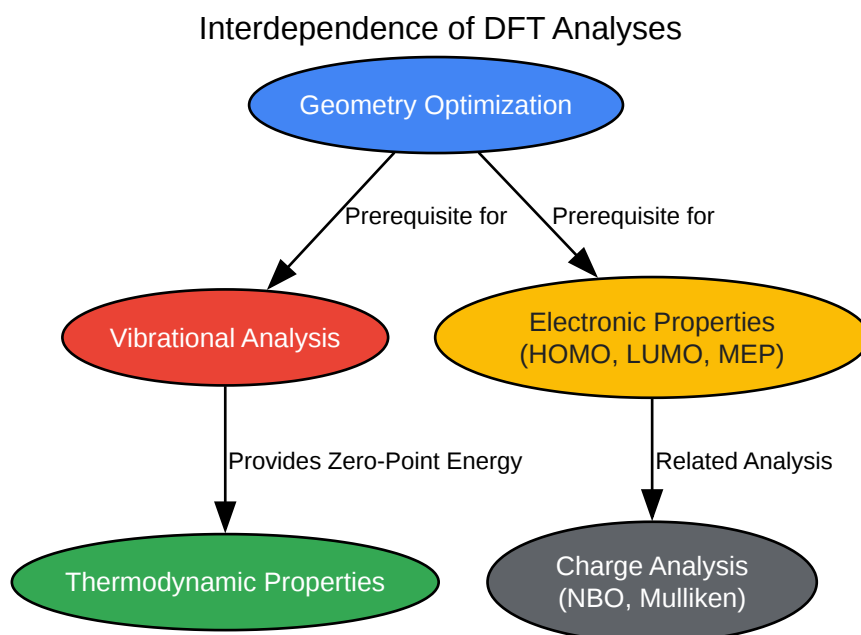 Interdependence of DFT Analyses
Geometry Optimization
Prerequisite for
Prerequisite for
Vibrational Analysis
Electronic Properties
(HOMO, LUMO, MEP)
Provides Zero-Point Energy
Related Analysis
Thermodynamic Properties
Charge Analysis
(NBO, Mulliken)